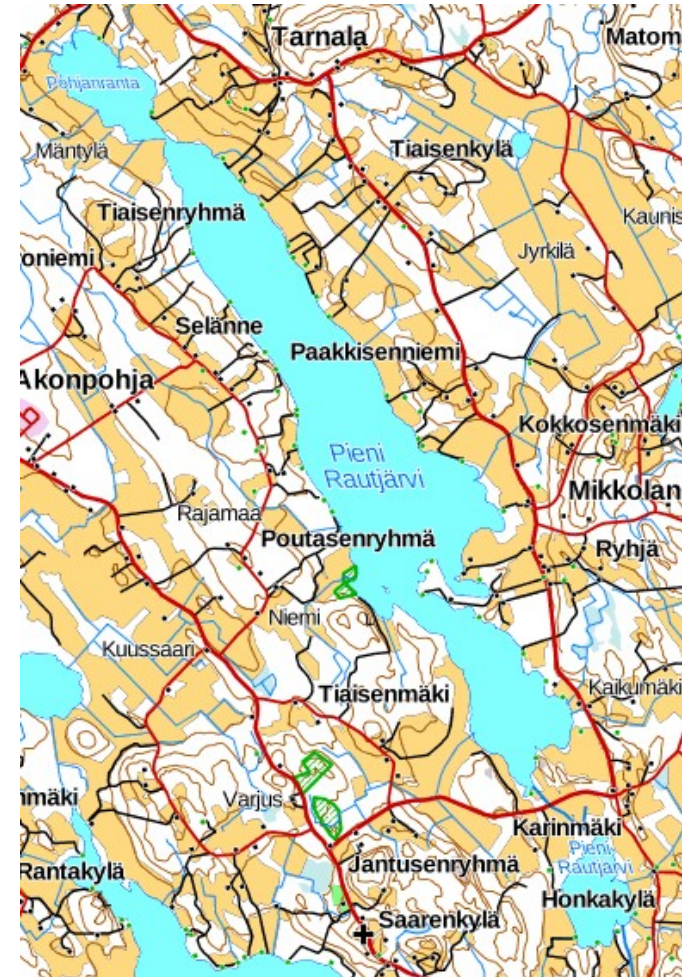 Tarnala
Matom
Pohjanranta
Mäntylä
Tiaisenkylä
Tiaisenryhmä
Kaunis
oniemi
Jyrkilä
Selänne
Paakkisenniemi
Akonpohja
Kokkosenmäki
Pieni
Rautjärvi
Mikkolan
Rajamaa
Poutasenryhmä
Ryhjä
Niemi
Kuussaari
Tiaisenmäki
Kaikumäki
nmäki
Varjus
Karinmäki
Pieni
Rautjärvi
Jantusenryhmä
Rantakylä
Honkakylä
Saarenkylä